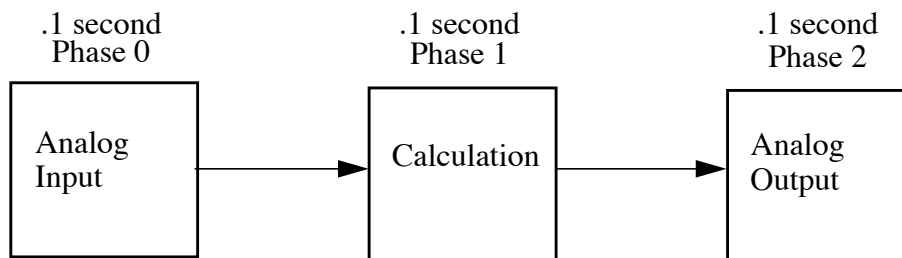 .1 second
Phase 0
.1 second
Phase 1
.1 second
Phase 2
Analog
Input
Calculation
Analog
Output